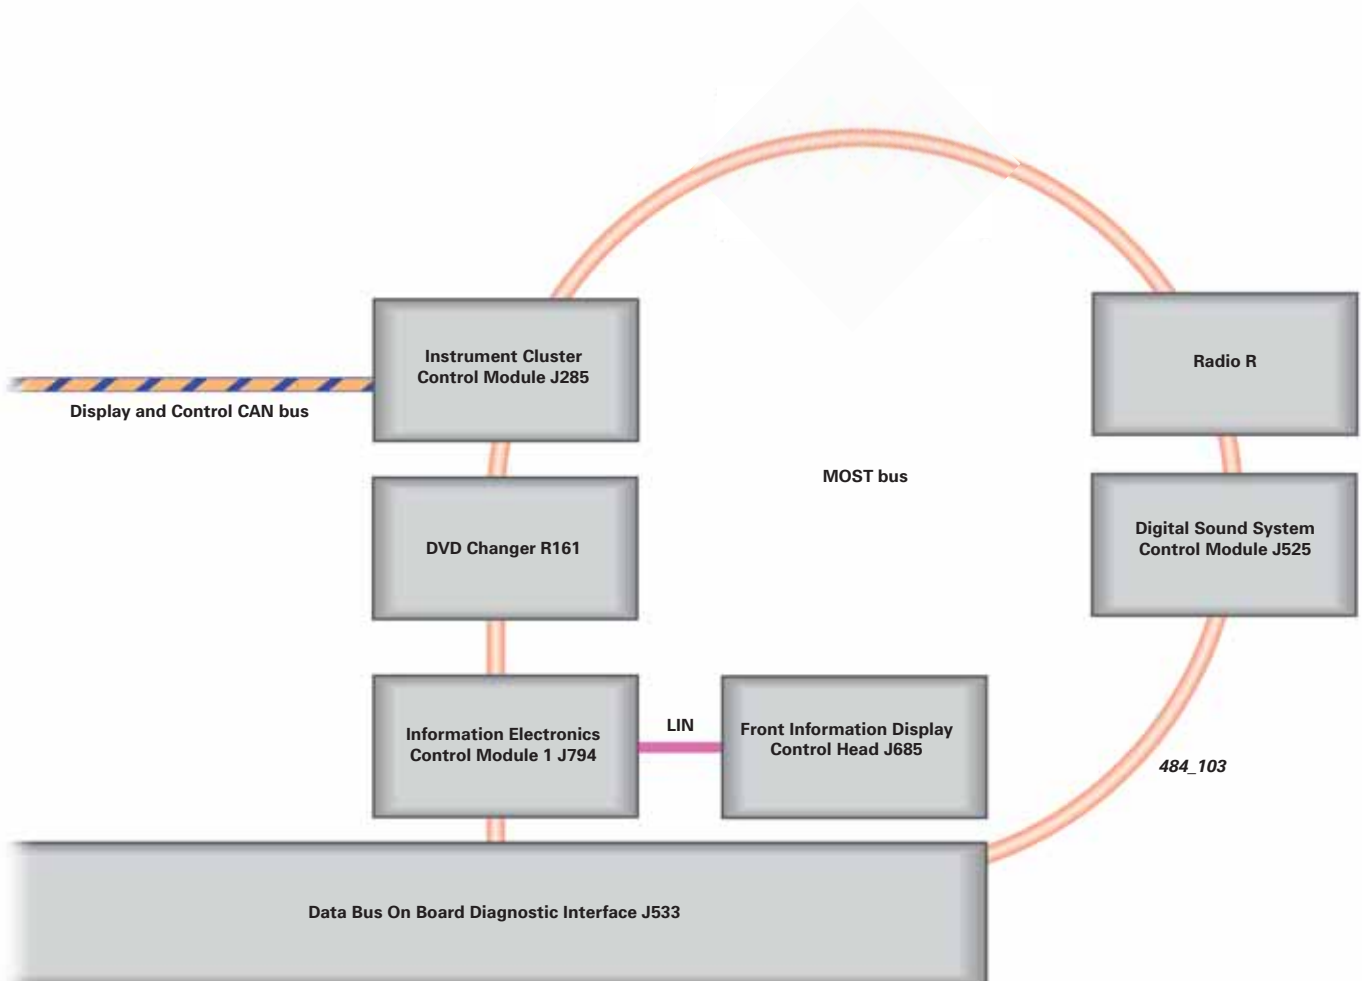 Instrument Cluster
Control Module J285
Radio R
Display and Control CAN bus
MOST bus
DVD Changer R161
Digital Sound System
Control Module J525
Information Electronics
Control Module 1 J794
LIN
Front Information Display
Control Head J685
484_103
Data Bus On Board Diagnostic Interface J533